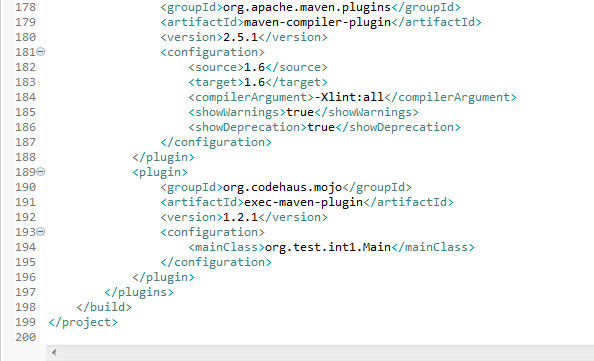 178 <groupId>org.apache.maven.plugins</groupId>
179 <artifactId>maven-compiler-plugin</artifactId>
180 <version>2.5.1</version>
181 <configuration>
182 <source>1.6</source>
183 <target>1.6</target>
184 <compilerArgument>-Xlint:all</compilerArgument>
185 <showWarnings>true</showWarnings>
186 <showDeprecation>true</showDeprecation>
187 </configuration>
188 </plugin>
189 <plugin>
190 <groupId>org.codehaus.mojo</groupId>
191 <artifactId>exec-maven-plugin</artifactId>
192 <version>1.2.1</version>
193 <configuration>
194 <mainClass>org.test.int1.Main</mainClass>
195 </configuration>
196 </plugin>
197 </plugins>
198 </build>
199 </project>
200